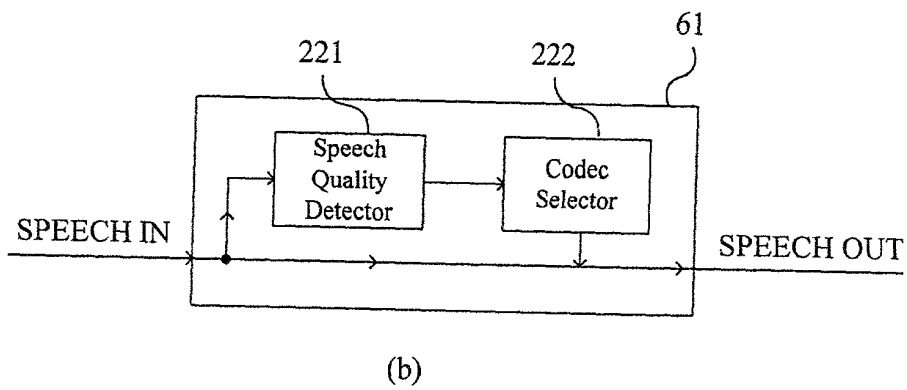 61
221
222
Speech
Quality
Detector
Codec
Selector
SPEECH IN
SPEECH OUT
(b)